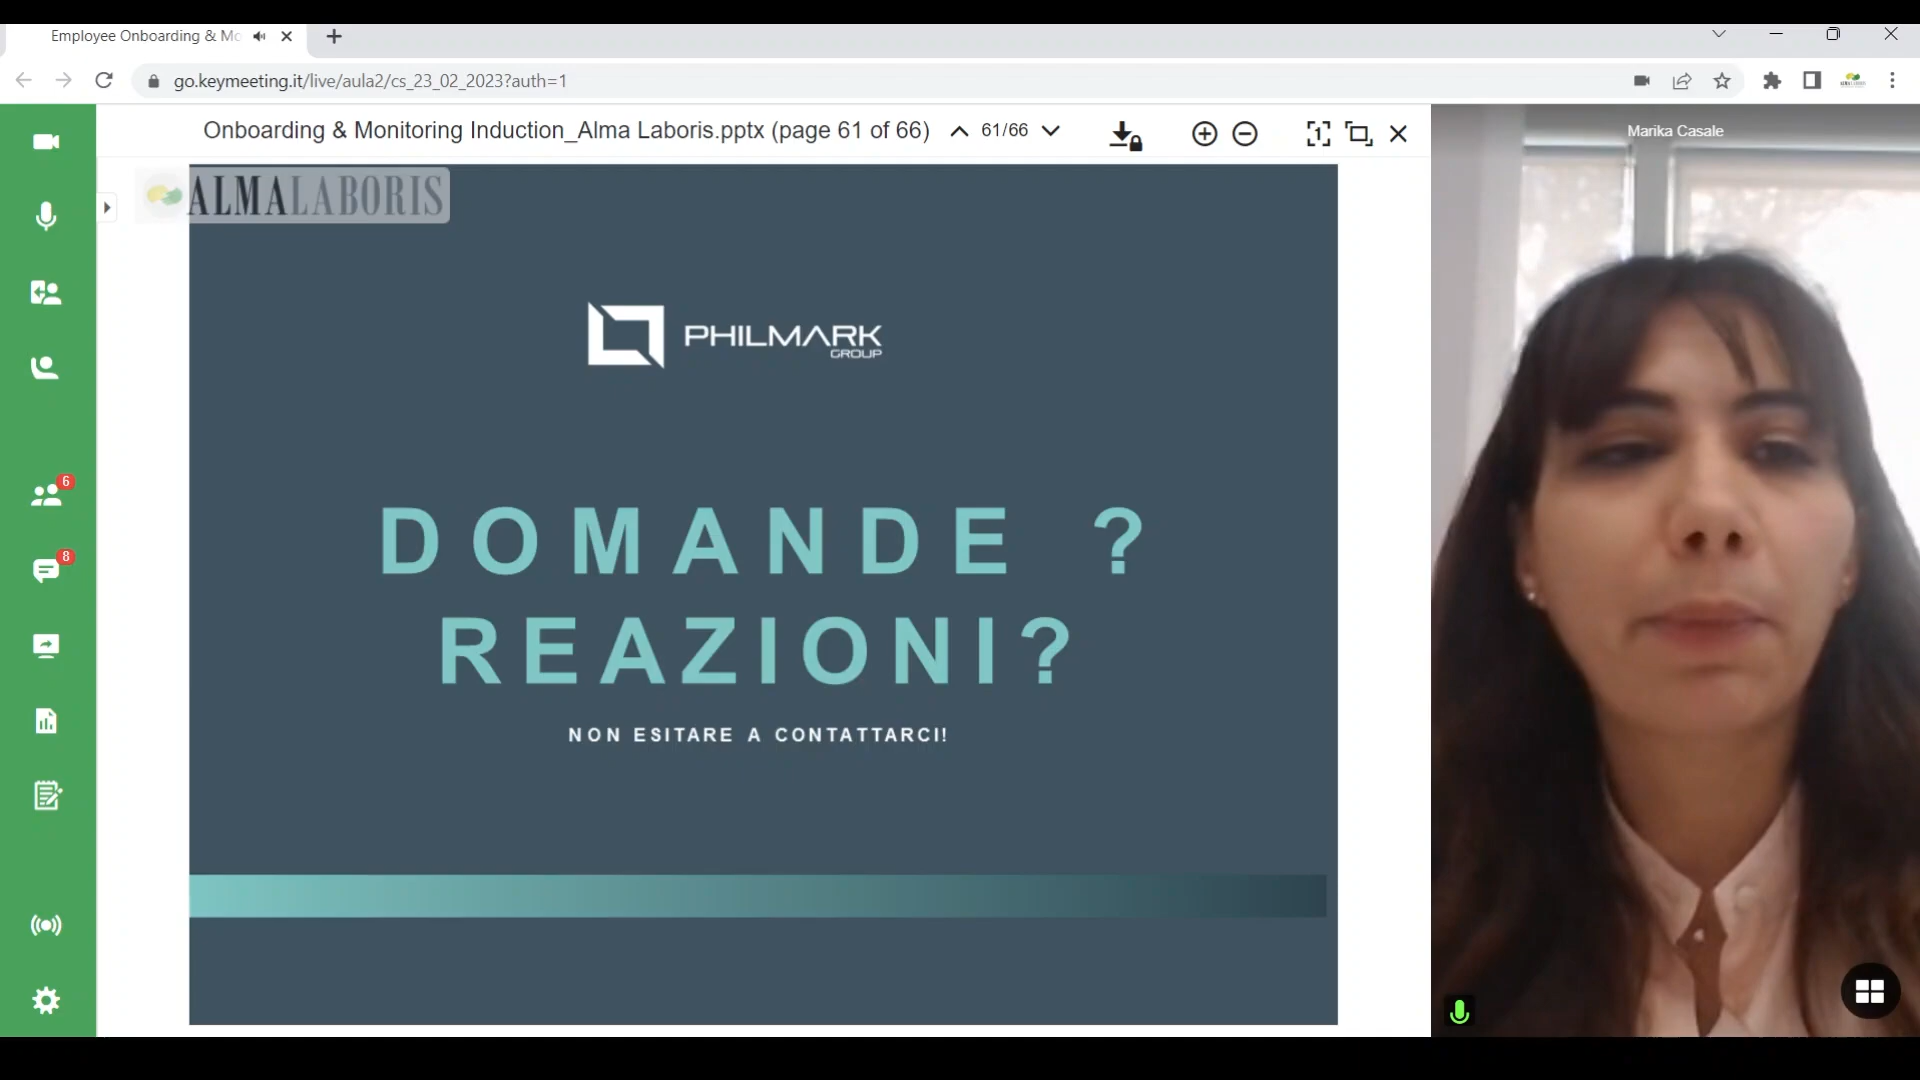 Employee Onboarding & Mo
go.keymeeting.it/live/aula2/cs_23_02_2023?auth=1
Onboarding & Monitoring Induction_Alma Laboris.pptx (page 61 of 66)
61/66
Marika Casale
ALMALABORIS
PHILMARK
GROUP
6
8
DOMANDE ?
REAZIONI?
NON ESITARE A CONTATTARCI!